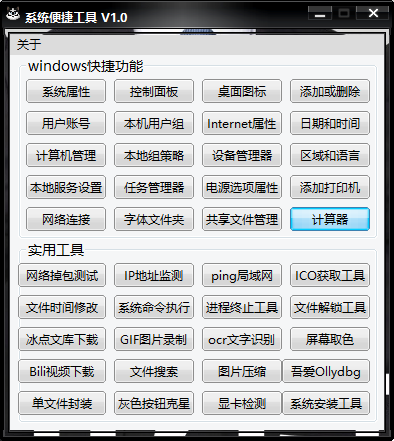 系统便捷工具 V1.0
关于
windows快捷功能
系统属性 控制面板 桌面图标 添加或删除
用户账号 本机用户组 Internet属性 日期和时间
计算机管理 本地组策略 设备管理器 区域和语言
本地服务设置 任务管理器 电源选项属性 添加打印机
网络连接 字体文件夹 共享文件管理 计算器
实用工具
网络掉包测试 IP地址监测 ping局域网 ICO获取工具
文件时间修改 系统命令执行 进程终止工具 文件解锁工具
冰点文库下载 GIF图片录制 ocr文字识别 屏幕取色
Bili视频下载 文件搜索 图片压缩 吾爱Ollydbg
单文件封装 灰色按钮克星 显卡检测 系统安装工具